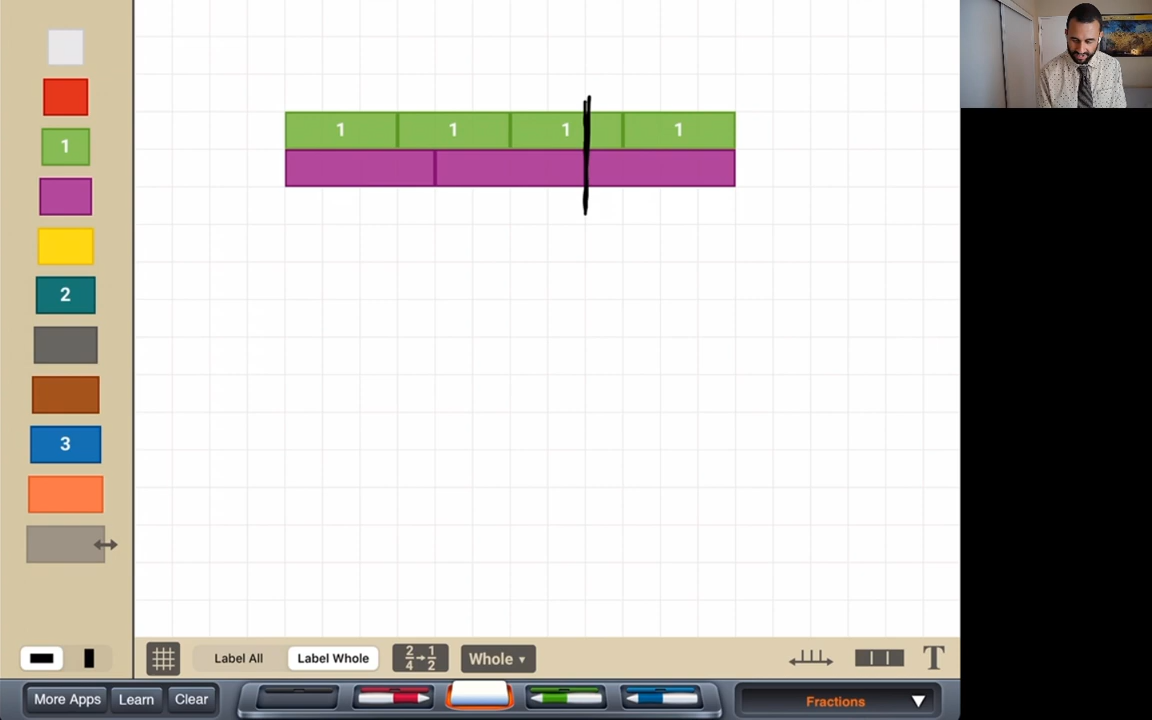 1
2
3
1 1 1 1
Label All Label Whole 2/4→1/2 Whole ▼ T
More Apps Learn Clear Fractions ▼